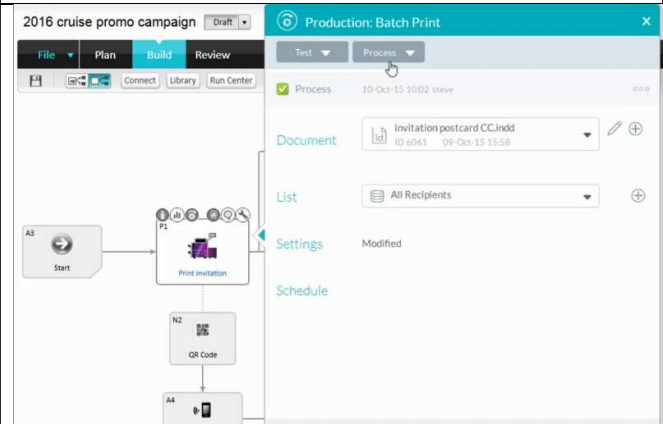 2016 cruise promo campaign Draft
Production: Batch Print x
File Plan Build Review
Test Process
Connect Library Run Center
Process 10-Oct-15 10:02 steve
Document invitation postcard CC.indd
Id ID 6061 09-Oct-15 15:58
List All Recipients
Settings Modified
Schedule
A3
Start
P1
Print invitation
N2
QR Code
A4